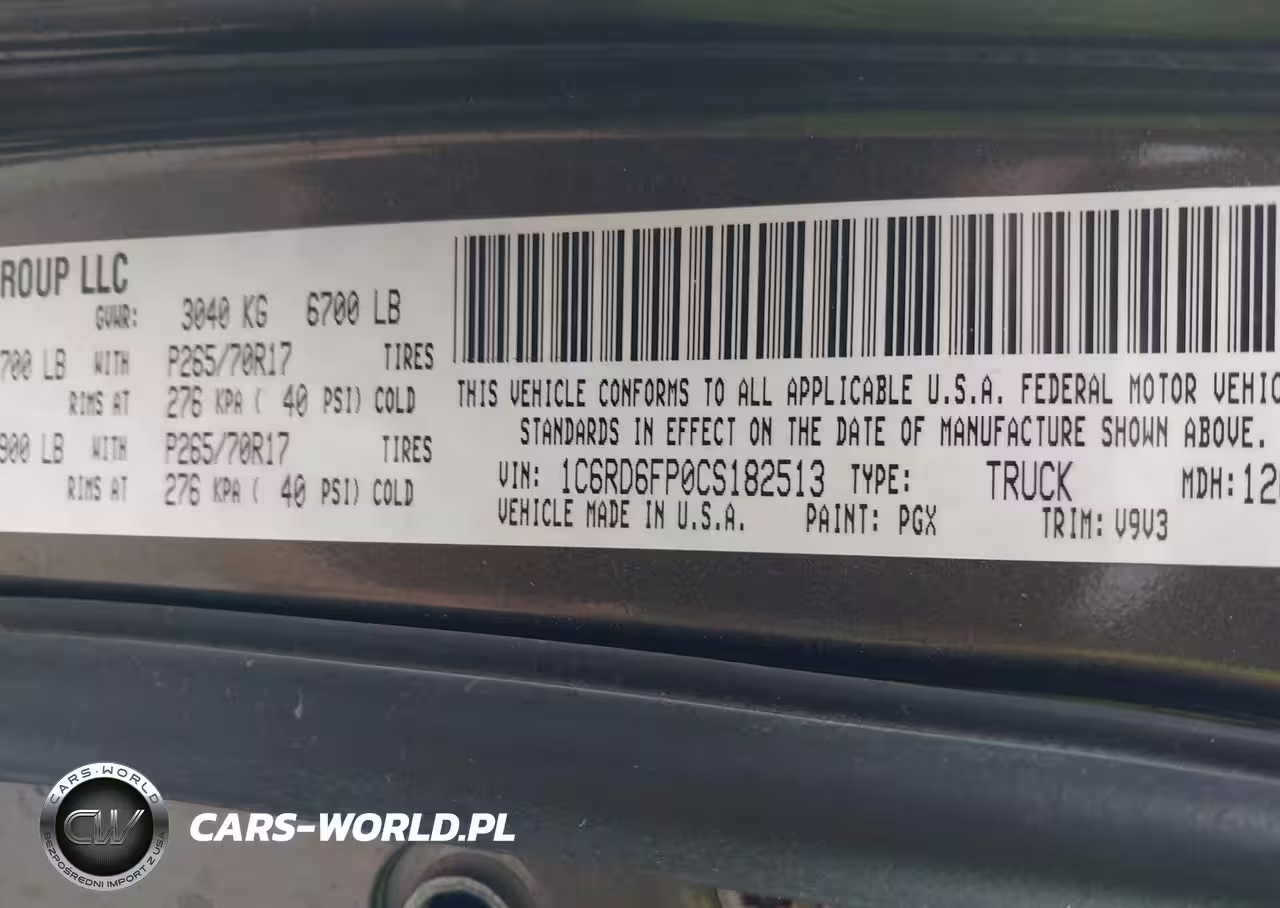 ROUP LLC
GVWR: 3040 KG 6700 LB
700 LB WITH P265/70R17 TIRES
RIMS AT 276 KPA ( 40 PSI) COLD
900 LB WITH P265/70R17 TIRES
RIMS AT 276 KPA ( 40 PSI) COLD
THIS VEHICLE CONFORMS TO ALL APPLICABLE U.S.A. FEDERAL MOTOR VEHIC
STANDARDS IN EFFECT ON THE DATE OF MANUFACTURE SHOWN ABOVE.
VIN: 1C6RD6FP0CS182513 TYPE: TRUCK MDH: 12
VEHICLE MADE IN U.S.A. PAINT: PGX TRIM: V9V3
CARS-WORLD
CW
BEZPOŚREDNI IMPORT Z USA
CARS-WORLD.PL